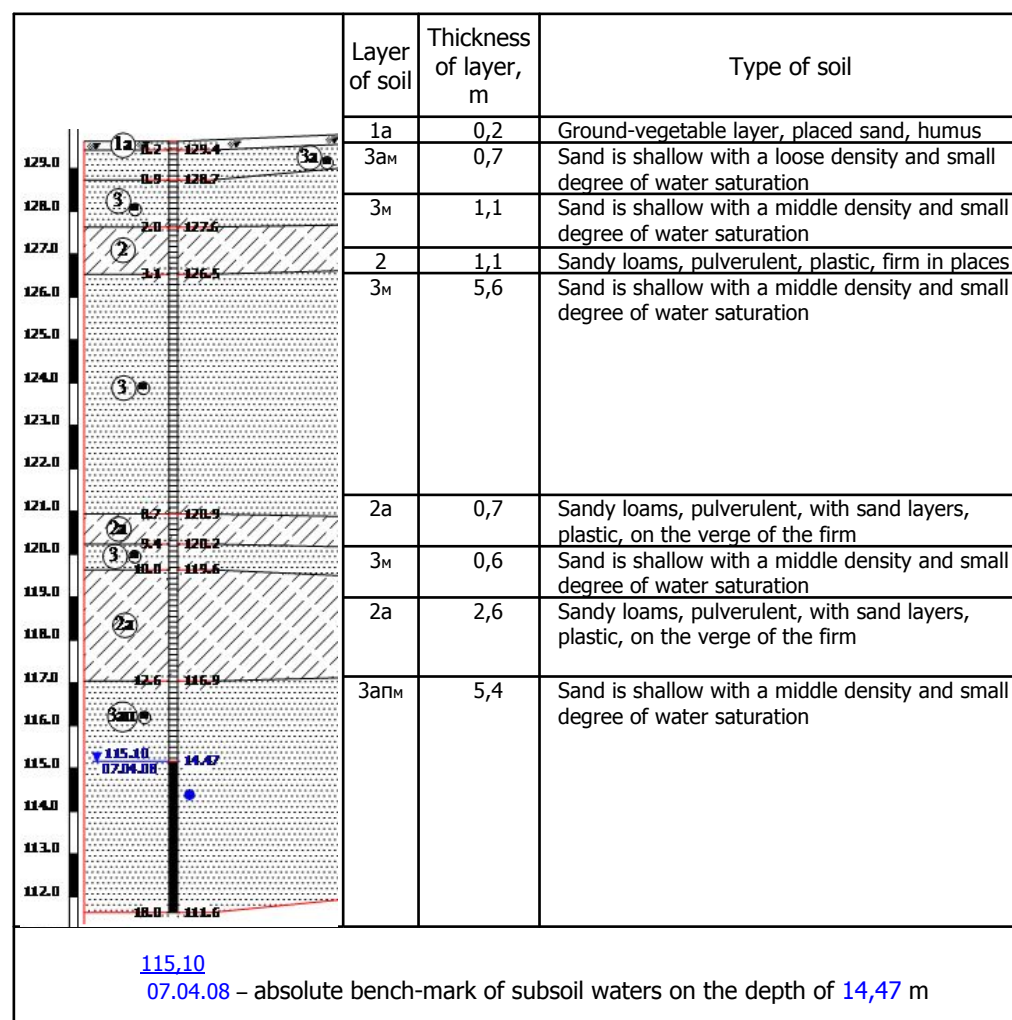 Layer of soil
Thickness of layer, m
Type of soil
1a 0,2 Ground-vegetable layer, placed sand, humus
3aм 0,7 Sand is shallow with a loose density and small
degree of water saturation
3м 1,1 Sand is shallow with a middle density and small
degree of water saturation
2 1,1 Sandy loams, pulverulent, plastic, firm in places
3м 5,6 Sand is shallow with a middle density and small
degree of water saturation
2a 0,7 Sandy loams, pulverulent, with sand layers,
plastic, on the verge of the firm
3м 0,6 Sand is shallow with a middle density and small
degree of water saturation
2a 2,6 Sandy loams, pulverulent, with sand layers,
plastic, on the verge of the firm
3апм 5,4 Sand is shallow with a middle density and small
degree of water saturation
1a 0.2 129.4
3a
129.0
0.9 128.7
3
128.0
2.0 127.6
2
127.0
3.1 126.5
126.0
125.0
124.0
3
123.0
122.0
121.0
8.7 120.9
2a
9.4 120.2
120.0
3
10.0 119.6
119.0
2a
118.0
117.0
12.6 116.9
3ап
116.0
115.10
07.04.08
14.47
115.0
114.0
113.0
112.0
18.0 111.6
115,10
07.04.08 – absolute bench-mark of subsoil waters on the depth of 14,47 m